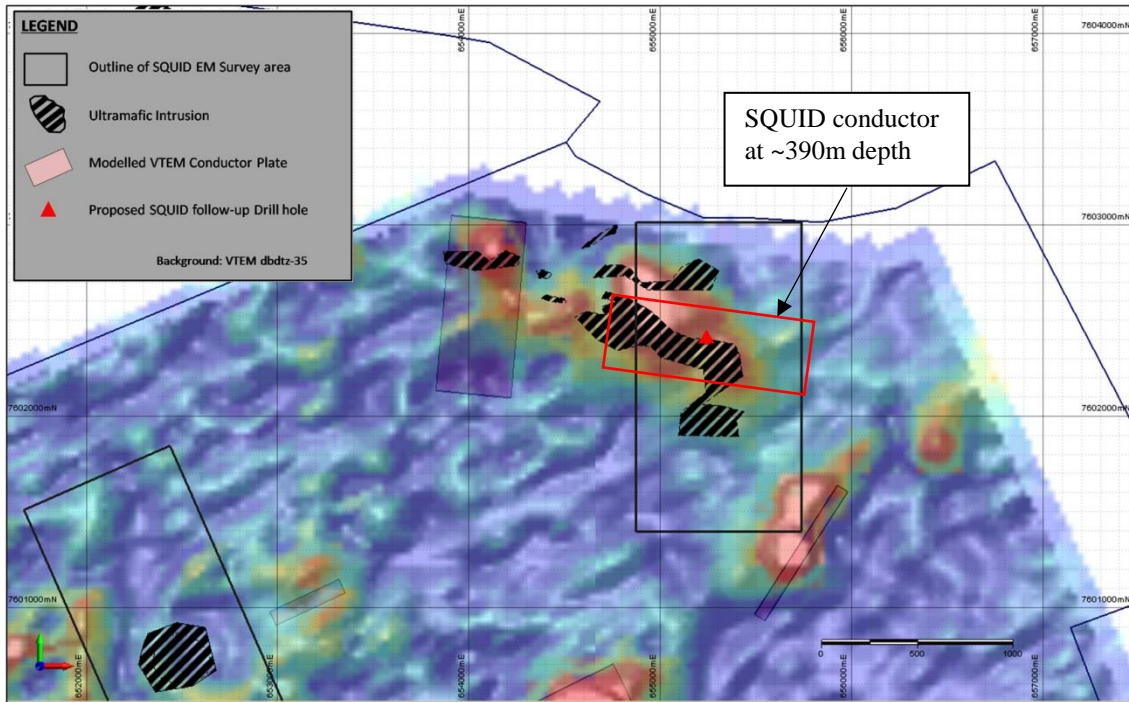 LEGEND
Outline of SQUID EM Survey area
Ultramafic Intrusion
Modelled VTEM Conductor Plate
Proposed SQUID follow-up Drill hole
Background: VTEM dbdtz-35
SQUID conductor
at ~390m depth
654000mE
655000mE
656000mE
657000mE
7604000mN
7603000mN
7603000mN
7602000mN
7602000mN
7601000mN
7601000mN
652000mE
653000mE
654000mE
655000mE
656000mE
657000mE
0
500
1000